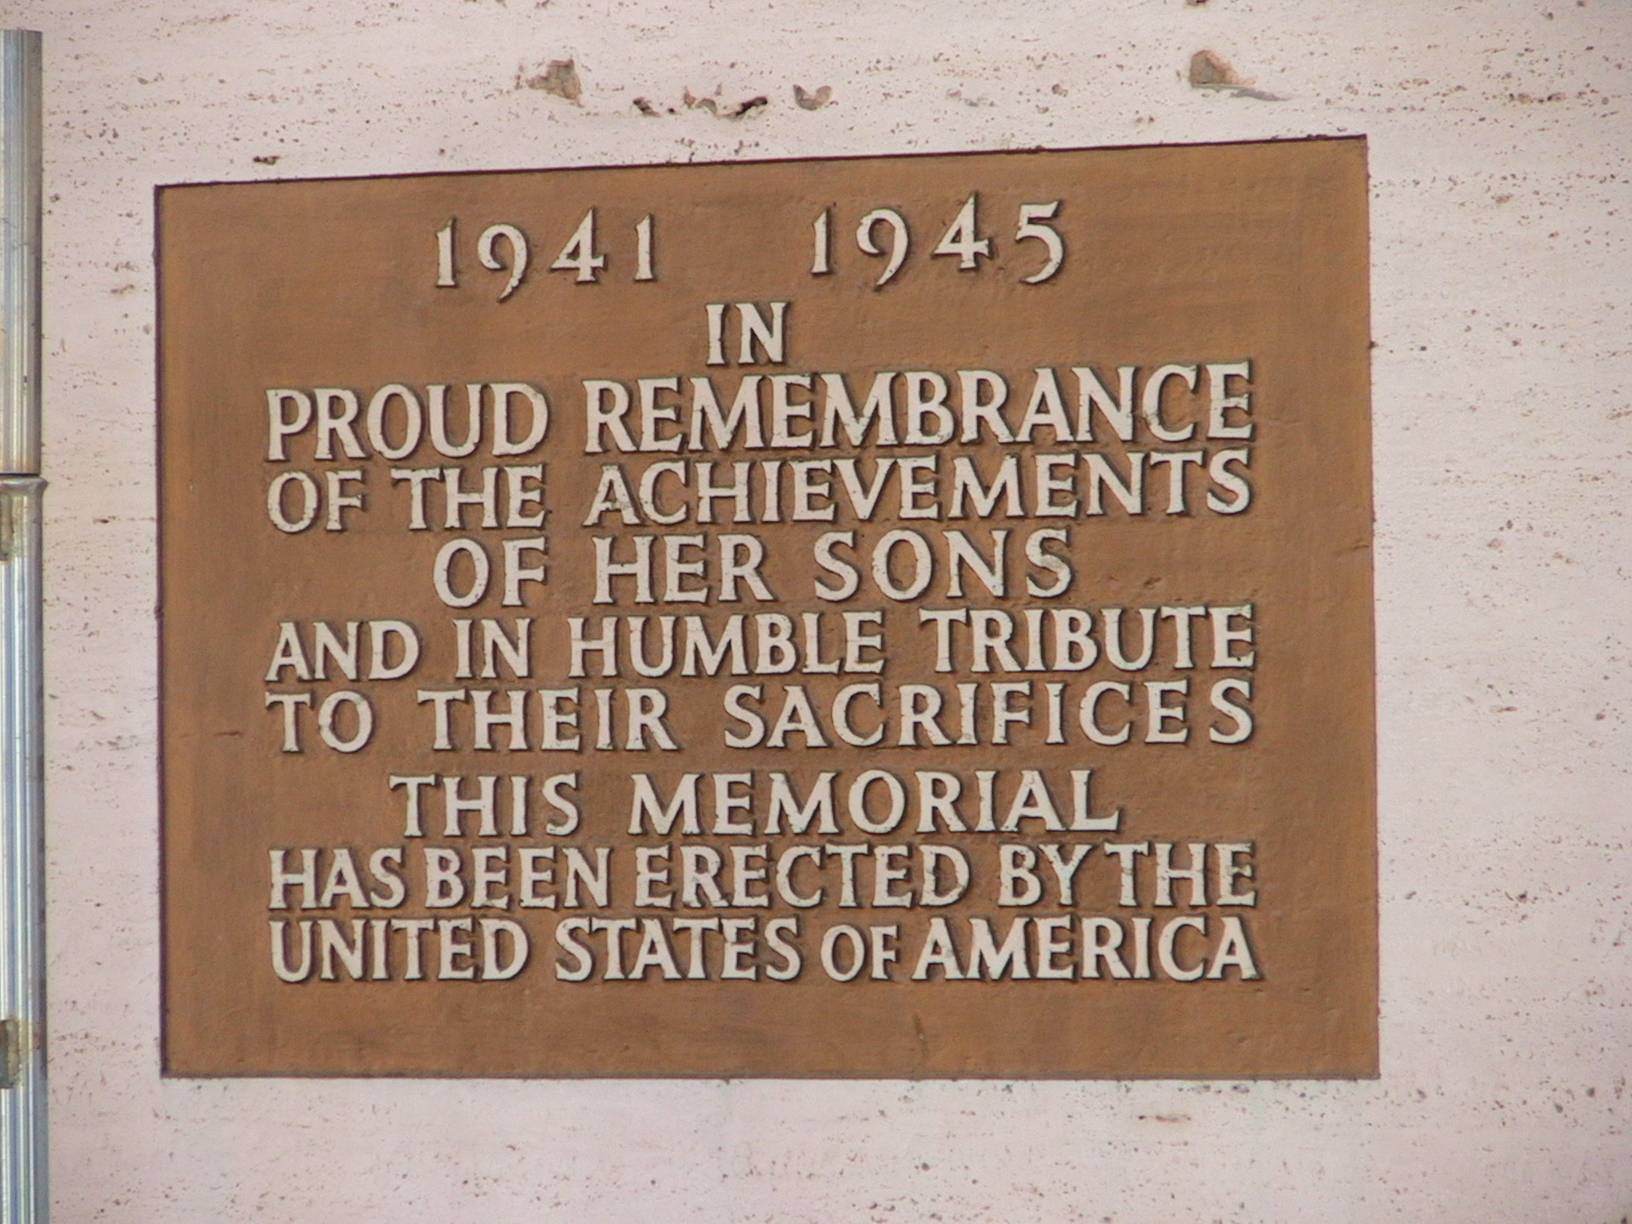 1941 1945
IN
PROUD REMEMBRANCE
OF THE ACHIEVEMENTS
OF HER SONS
AND IN HUMBLE TRIBUTE
TO THEIR SACRIFICES
THIS MEMORIAL
HAS BEEN ERECTED BY THE
UNITED STATES OF AMERICA